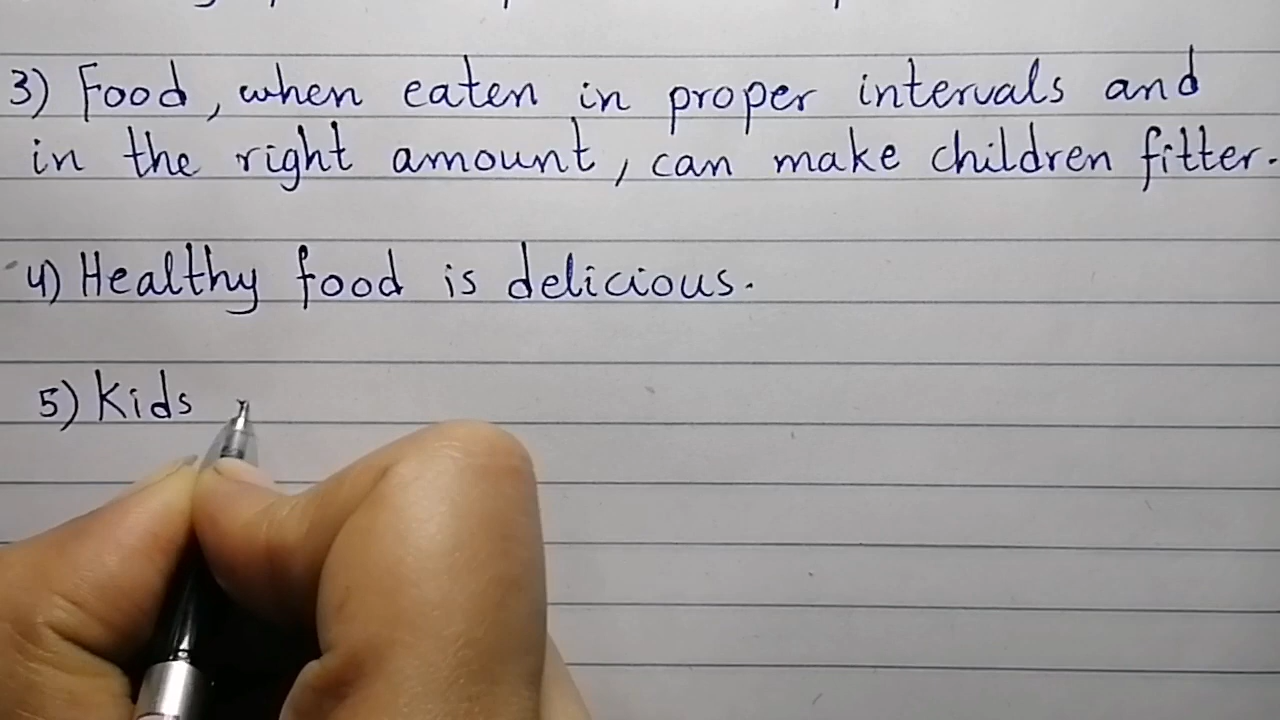 3) Food, when eaten in proper intervals and
in the right amount, can make children fitter.
4) Healthy food is delicious.
5) Kids